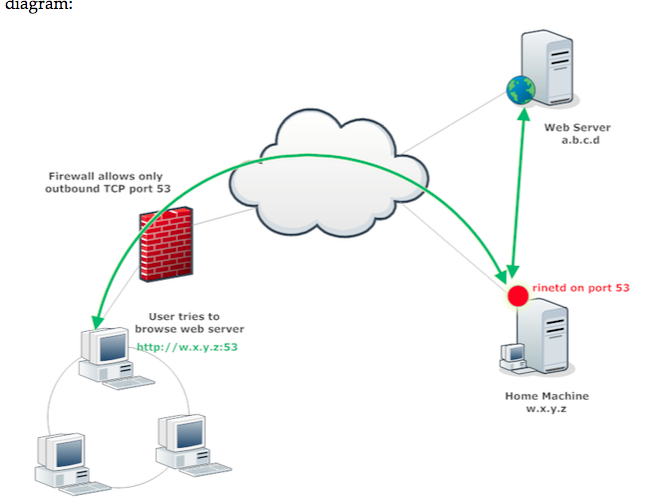 diagram:
Web Server
a.b.c.d
Firewall allows only
outbound TCP port 53
rinetd on port 53
User tries to
browse web server
http://w.x.y.z:53
Home Machine
w.x.y.z